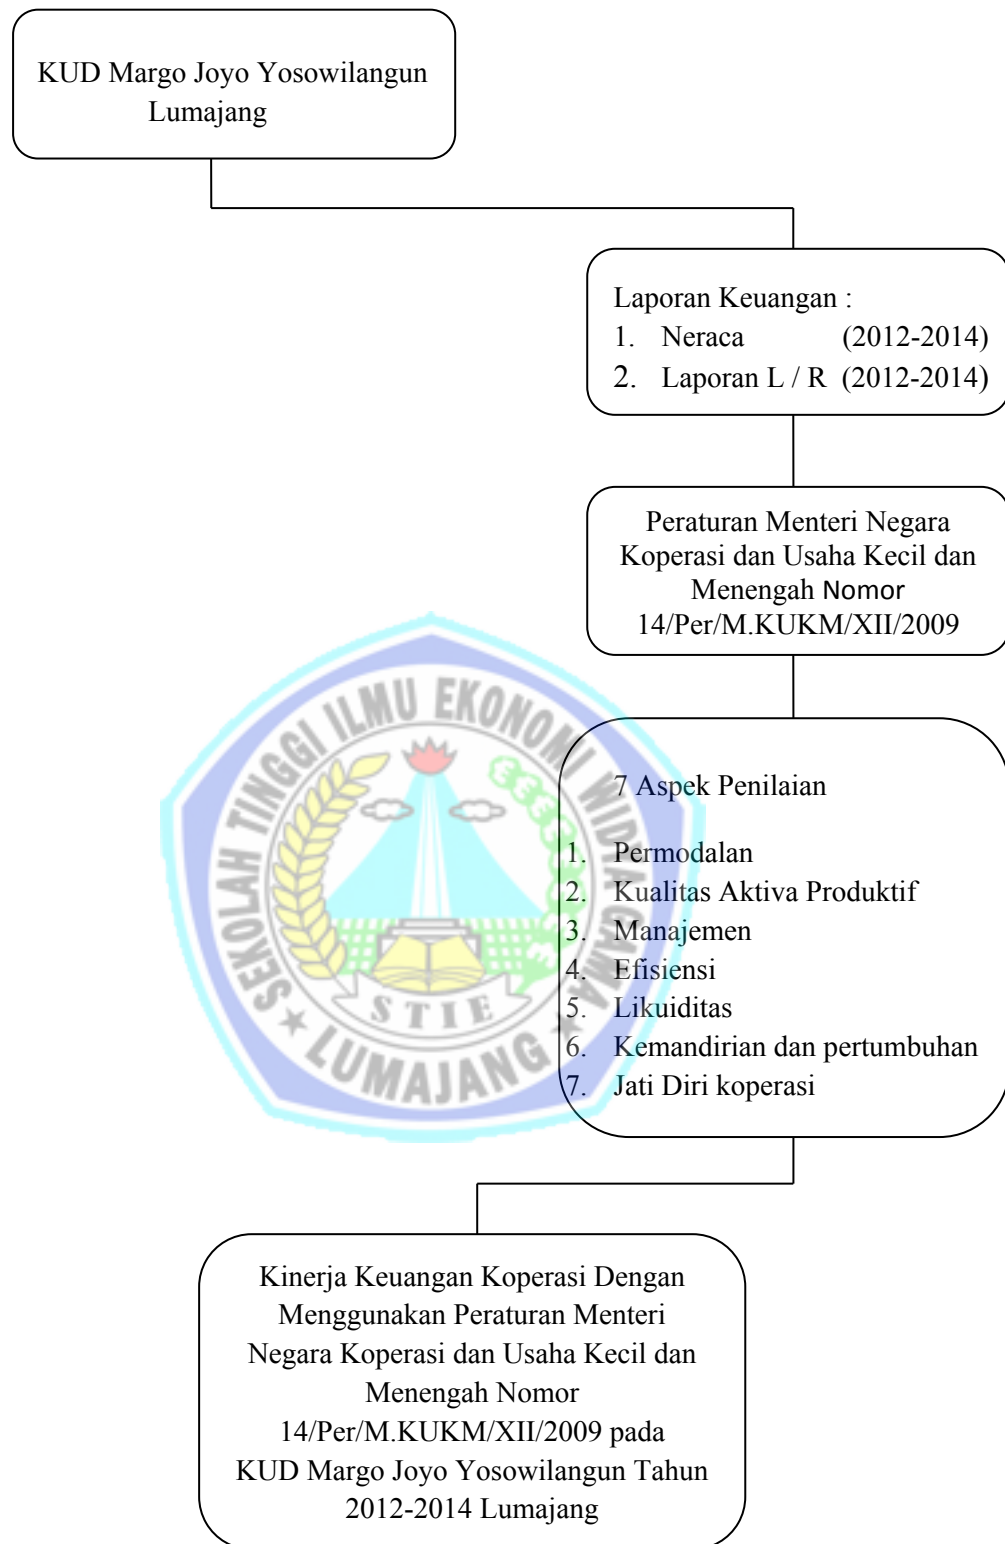 KUD Margo Joyo Yosowilangun
Lumajang
Laporan Keuangan :
1. Neraca (2012-2014)
2. Laporan L / R (2012-2014)
Peraturan Menteri Negara
Koperasi dan Usaha Kecil dan
Menengah Nomor
14/Per/M.KUKM/XII/2009
SEKOLAH TINGGI ILMU EKONOMI WIDYA GAMA
STIE
LUMAJANG
7 Aspek Penilaian
1. Permodalan
2. Kualitas Aktiva Produktif
3. Manajemen
4. Efisiensi
5. Likuiditas
6. Kemandirian dan pertumbuhan
7. Jati Diri koperasi
Kinerja Keuangan Koperasi Dengan
Menggunakan Peraturan Menteri
Negara Koperasi dan Usaha Kecil dan
Menengah Nomor
14/Per/M.KUKM/XII/2009 pada
KUD Margo Joyo Yosowilangun Tahun
2012-2014 Lumajang